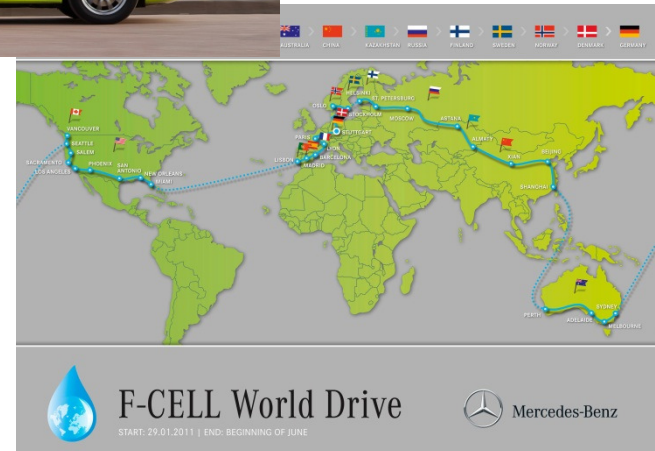 AUSTRALIA CHINA KAZAKHSTAN RUSSIA FINLAND SWEDEN NORWAY DENMARK GERMANY
HELSINKI
ST. PETERSBURG
OSLO
STOCKHOLM
MOSCOW
ASTANA
VANCOUVER
STUTTGART
SEATTLE
PARIS
ALMATY
SALEM
LYON
BEIJING
XIAN
SACRAMENTO
BARCELONA
LISBON
MADRID
PHOENIX
SAN
ANTONIO
LOS ANGELES
NEW ORLEANS
MIAMI
SHANGHAI
SYDNEY
PERTH
ADELAIDE
MELBOURNE
F-CELL World Drive
Mercedes-Benz
START: 29.01.2011 | END: BEGINNING OF JUNE